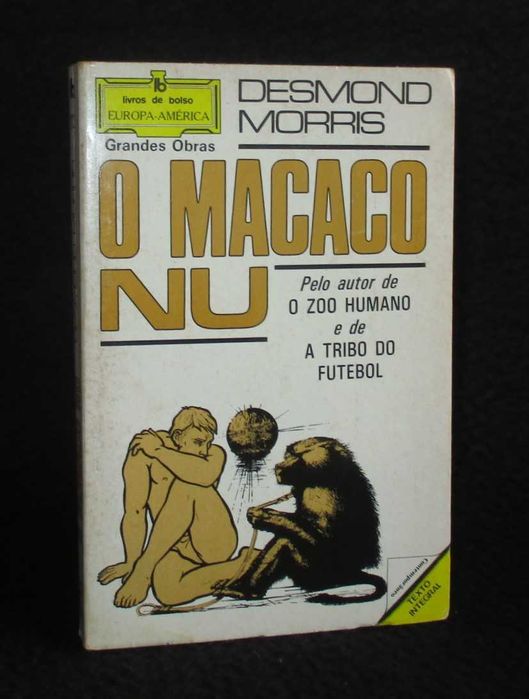 lb
livros de bolso
EUROPA-AMÉRICA
Grandes Obras
DESMOND
MORRIS
O MACACO
NU
Pelo autor de
O ZOO HUMANO
e de
A TRIBO DO
FUTEBOL
TEXTO
INTEGRAL